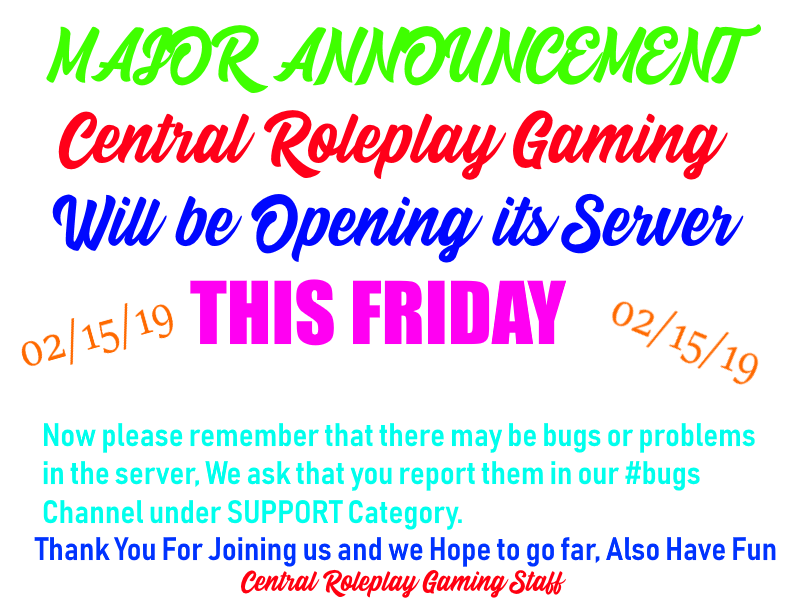 MAJOR ANNOUNCEMENT
Central Roleplay Gaming
Will be Opening its Server
THIS FRIDAY
02/15/19
02/15/19
Now please remember that there may be bugs or problems
in the server, We ask that you report them in our #bugs
Channel under SUPPORT Category.
Thank You For Joining us and we Hope to go far, Also Have Fun
Central Roleplay Gaming Staff